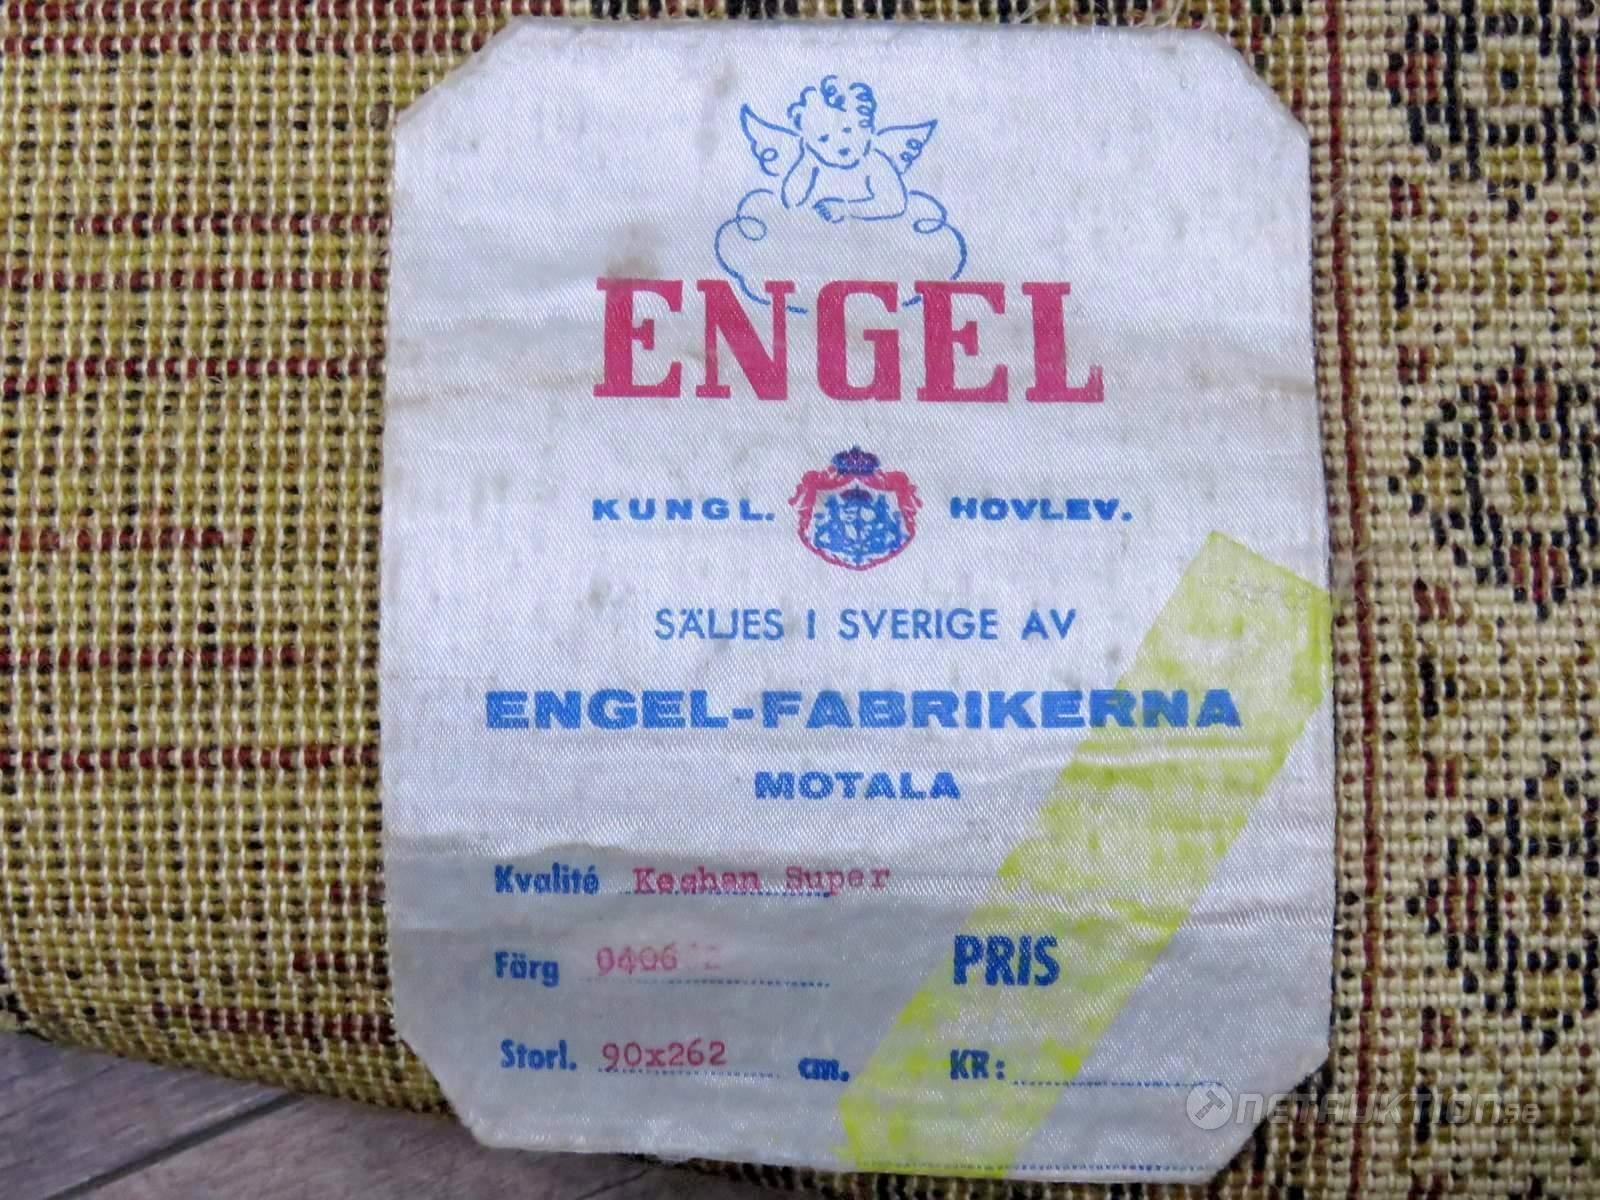 ENGEL
KUNGL. HOVLEV.
SÄLJES I SVERIGE AV
ENGEL-FABRIKERNA
MOTALA
Kvalité Keshan Super
Färg 0406
PRIS
Storl. 90x262 cm.
KR:
NETAUKTION.se